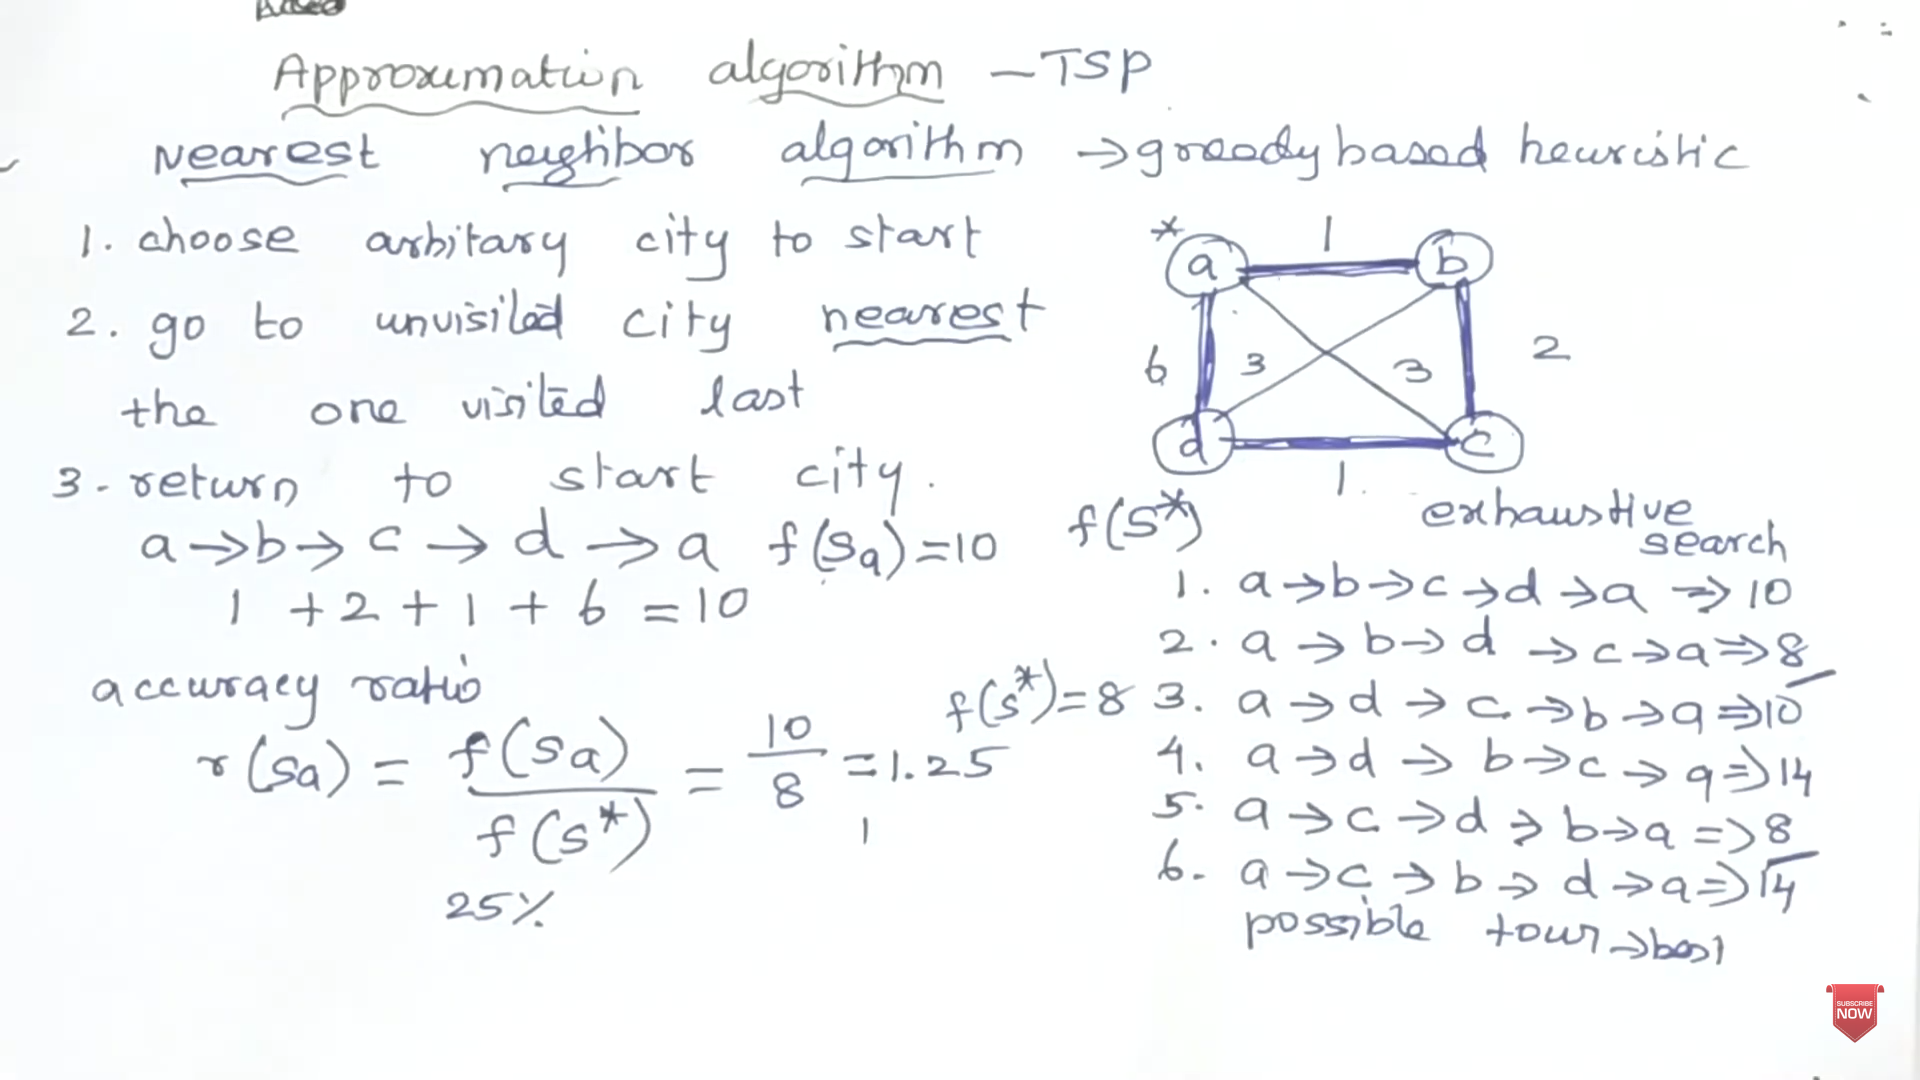 Approximation algorithm - TSP
Nearest neighbor algorithm → greedy based heuristic
1. choose arbitary city to start
2. go to unvisited city nearest
the one visited last
3. return to start city.
a → b → c → d → a f(sa) = 10
1 + 2 + 1 + 6 = 10
accuracy ratio
r(sa) = f(sa) / f(s*) = 10 / 8 = 1.25
1
25%
* a 1 b
6 3 3 2
d 1 c
f(s*) exhaustive
search
1. a → b → c → d → a ⇒ 10
2. a → b → d → c → a ⇒ 8
f(s*) = 8 3. a → d → c → b → a ⇒ 10
4. a → d → b → c → a ⇒ 14
5. a → c → d → b → a ⇒ 8
6. a → c → b → d → a ⇒ 14
possible tour → best
SUBSCRIBE
NOW